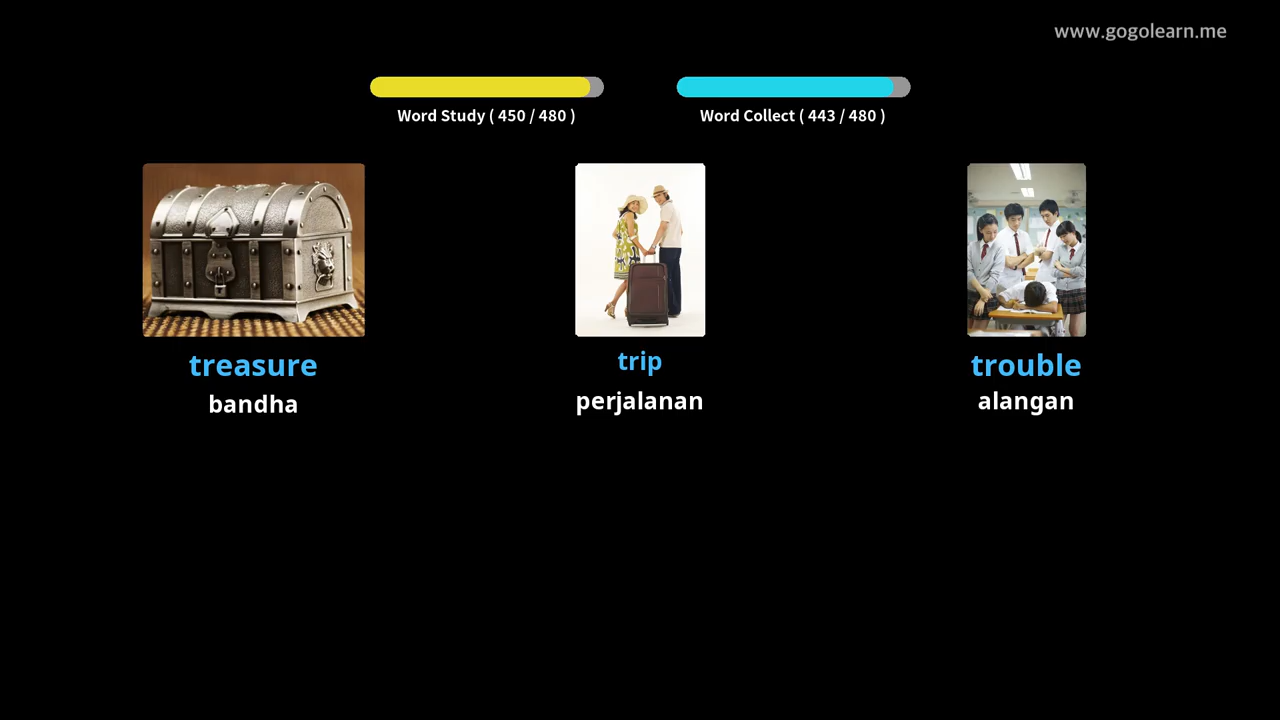 www.gogolearn.me
Word Study ( 450 / 480 )
Word Collect ( 443 / 480 )
treasure
bandha
trip
perjalanan
trouble
alangan